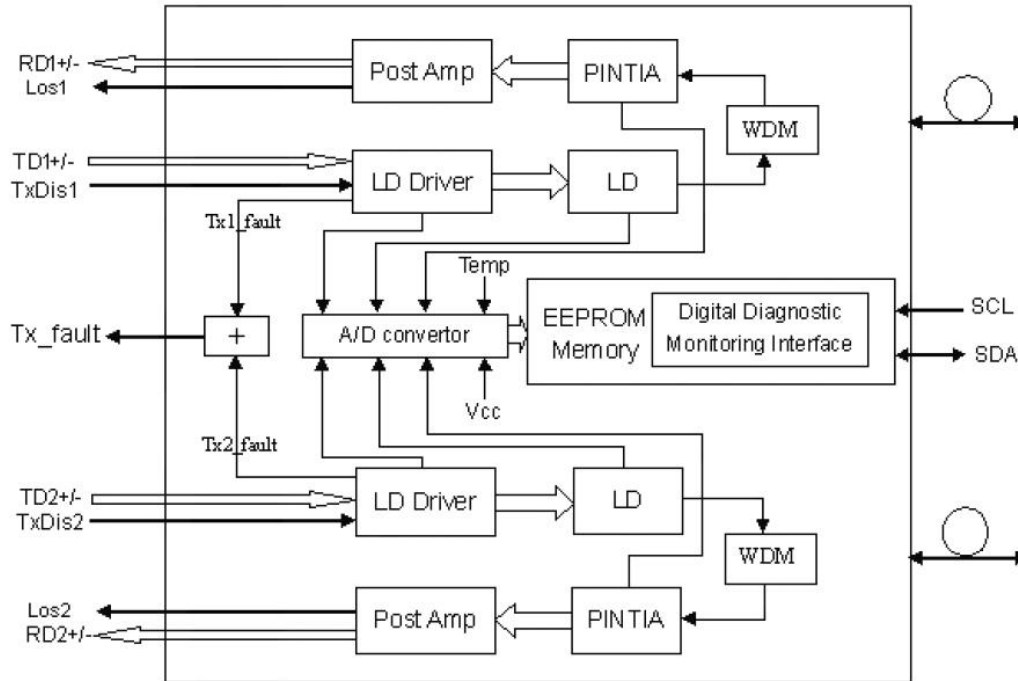 RD1+/-
Los1
Post Amp
PINTIA
WDM
TD1+/-
TxDis1
LD Driver
LD
Tx1_fault
Temp
Tx_fault
+
A/D convertor
EEPROM
Memory
Digital Diagnostic
Monitoring Interface
SCL
SDA
Vcc
Tx2_fault
TD2+/-
TxDis2
LD Driver
LD
WDM
Los2
RD2+/-
Post Amp
PINTIA